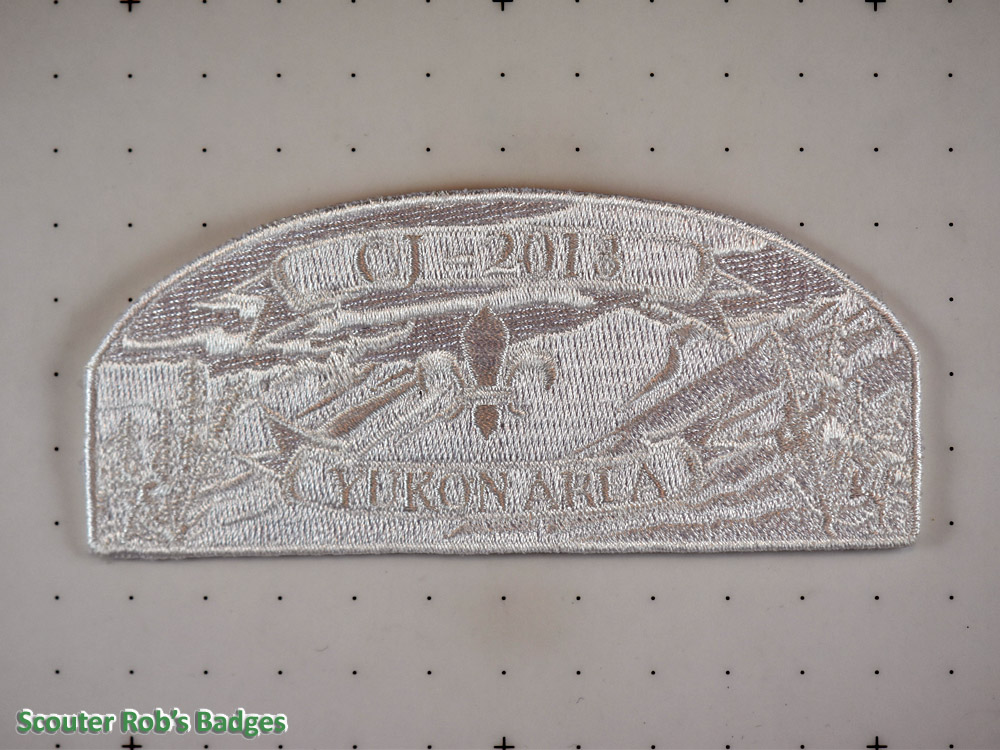 CJ - 2013
YUKON AREA
Scouter Rob's Badges